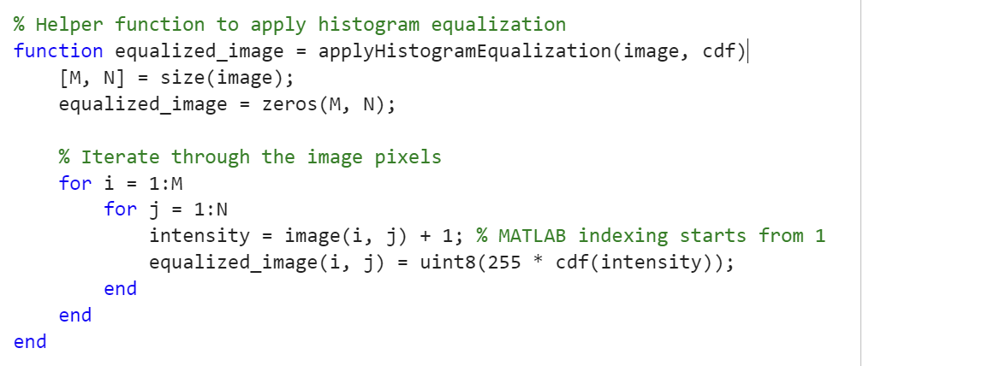 % Helper function to apply histogram equalization
function equalized_image = applyHistogramEqualization(image, cdf)
    [M, N] = size(image);
    equalized_image = zeros(M, N);

    % Iterate through the image pixels
    for i = 1:M
        for j = 1:N
            intensity = image(i, j) + 1; % MATLAB indexing starts from 1
            equalized_image(i, j) = uint8(255 * cdf(intensity));
        end
    end
end